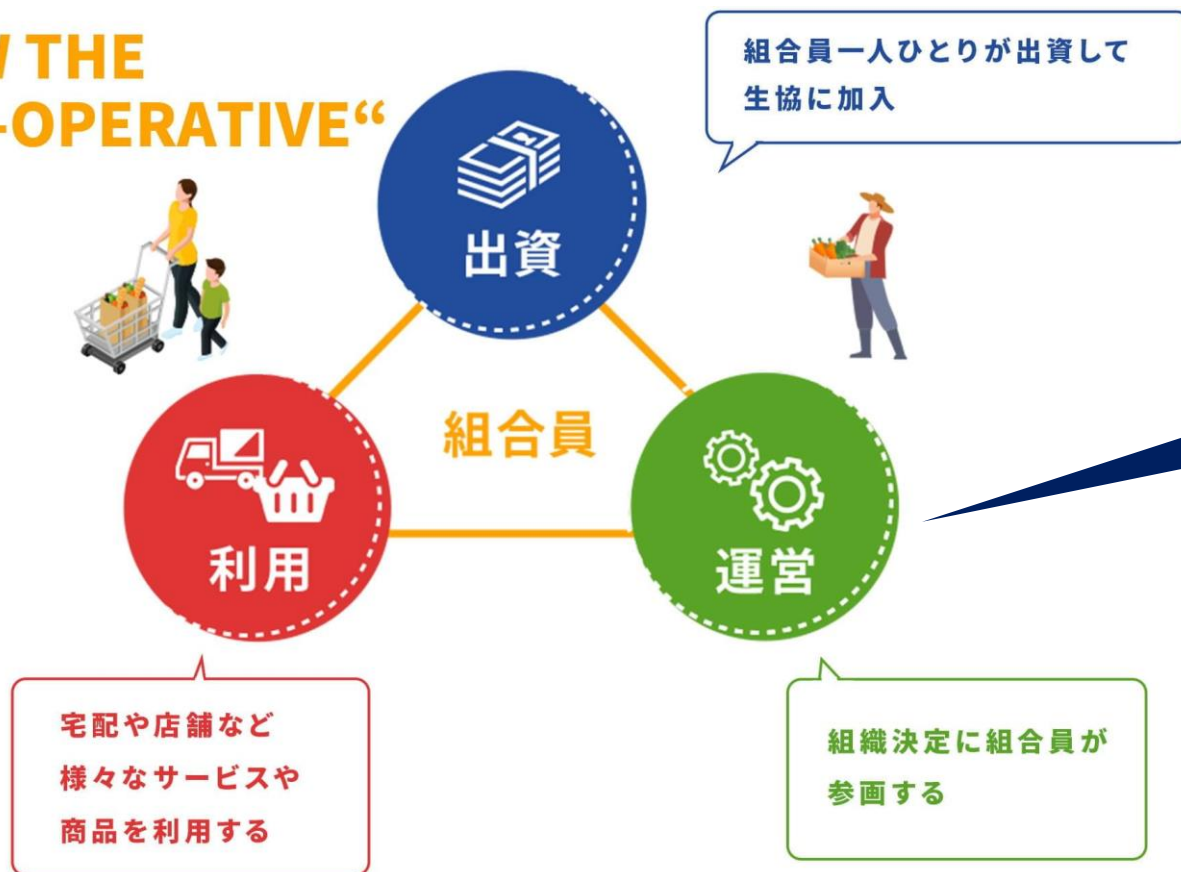 THE
-OPERATIVE“
組合員一人ひとりが出資して
生協に加入
出資
組合員
利用
運営
宅配や店舗など
様々なサービスや
商品を利用する
組織決定に組合員が
参画する